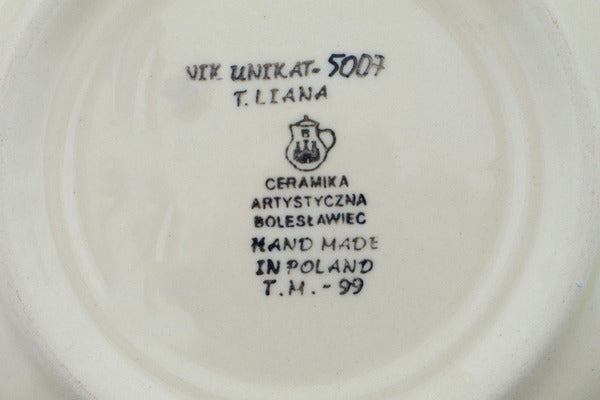 VIK UNIKAT-5007
T. LIANA
B
CERAMIKA
ARTYSTYCZNA
BOLESŁAWIEC
HAND MADE
IN POLAND
T.M.-99